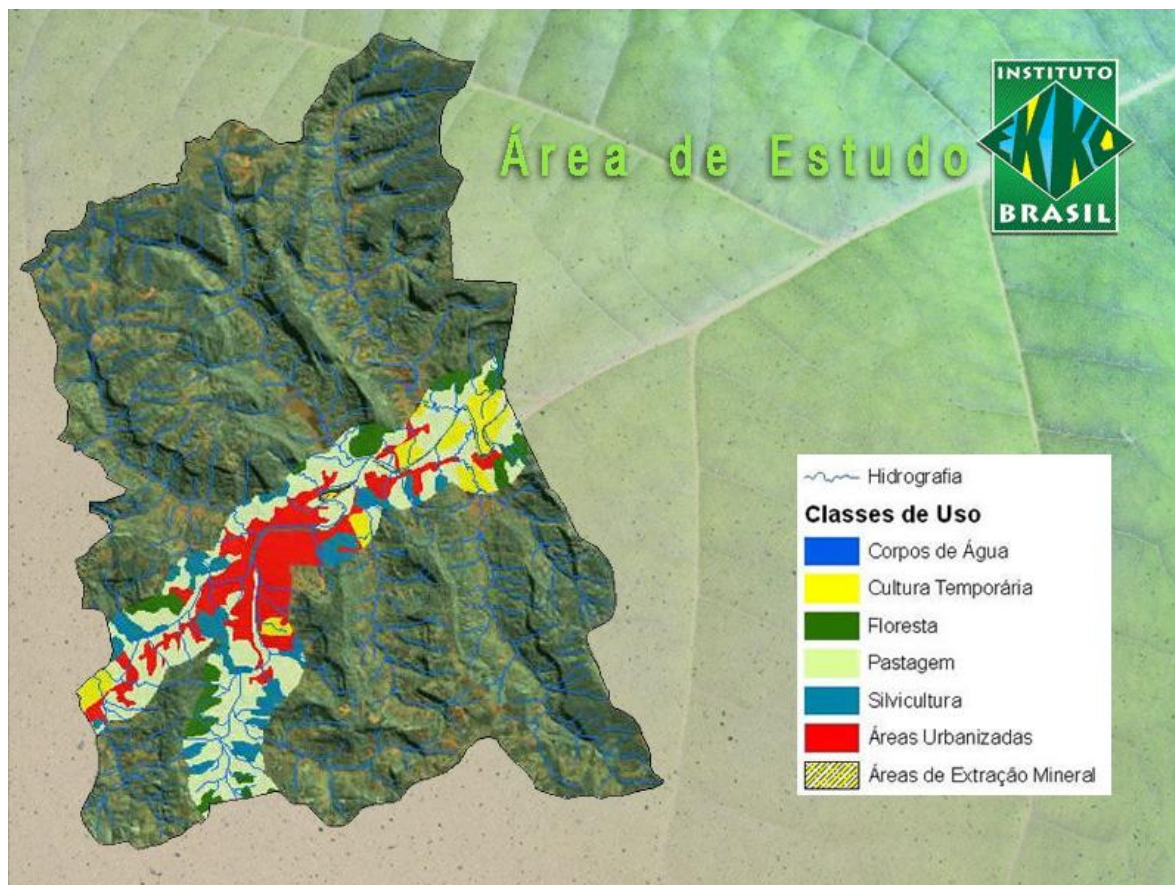 Área de Estudo
INSTITUTO
EKKO
BRASIL
Hidrografia
Classes de Uso
Corpos de Água
Cultura Temporária
Floresta
Pastagem
Silvicultura
Áreas Urbanizadas
Áreas de Extração Mineral